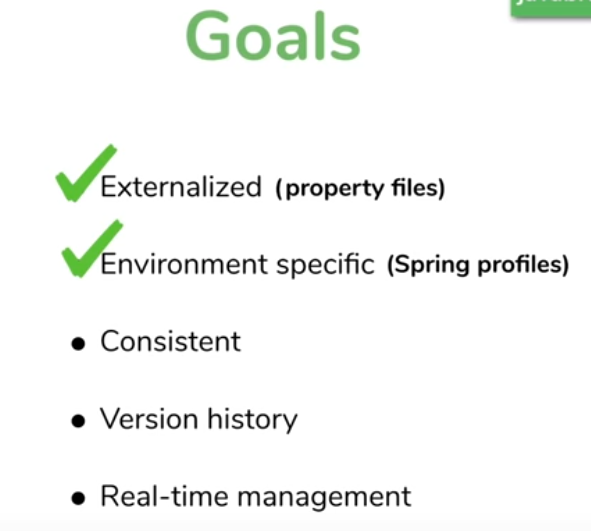 Goals
Externalized (property files)
Environment specific (Spring profiles)
• Consistent
• Version history
• Real-time management